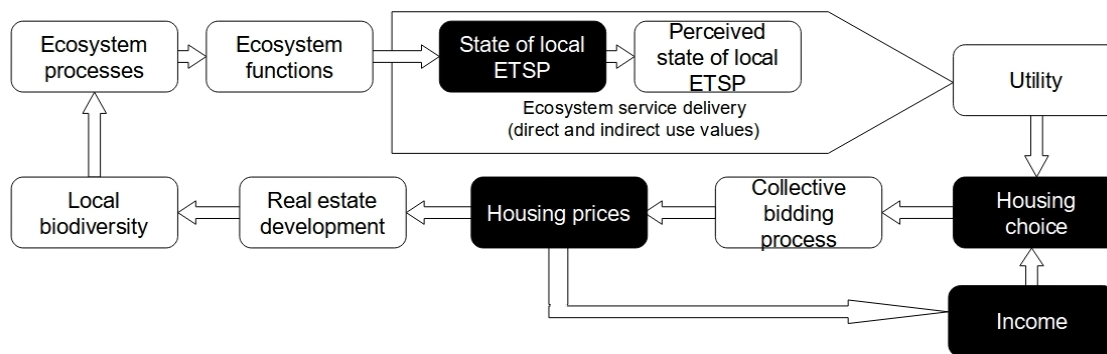 Ecosystem
processes
Ecosystem
functions
State of local
ETSP
Perceived
state of local
ETSP
Ecosystem service delivery
(direct and indirect use values)
Utility
Local
biodiversity
Real estate
development
Housing prices
Collective
bidding
process
Housing
choice
Income